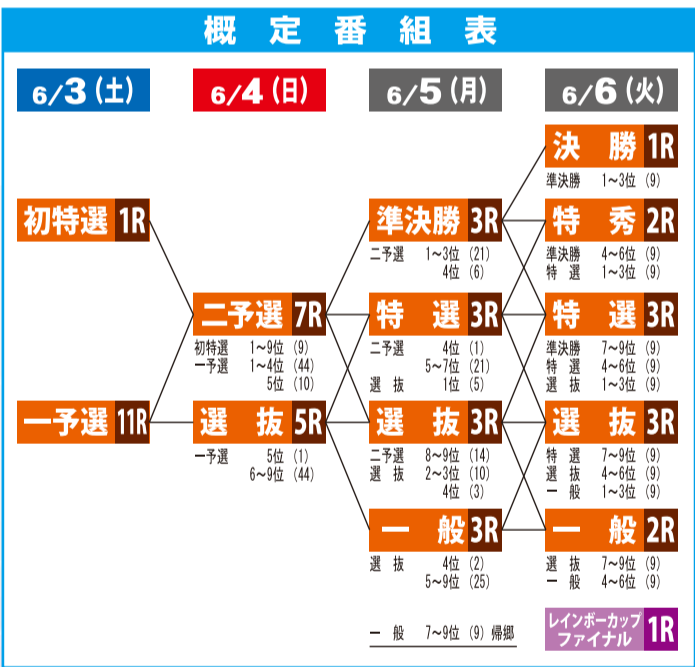 概定番組表
6/3(土)
6/4(日)
6/5(月)
6/6(火)
初特選 1R
一予選 11R
二予選 7R
初特選 1〜9位 (9)
一予選 1〜4位 (44)
5位 (10)
選抜 5R
一予選 5位 (1)
6〜9位 (44)
準決勝 3R
二予選 1〜3位 (21)
4位 (6)
特選 3R
二予選 4位 (1)
5〜7位 (21)
選抜 1位 (5)
選抜 3R
二予選 8〜9位 (14)
選抜 2〜3位 (10)
4位 (3)
一般 3R
選抜 4位 (2)
5〜9位 (25)
一般 7〜9位 (9) 帰郷
決勝 1R
準決勝 1〜3位 (9)
特秀 2R
準決勝 4〜6位 (9)
特選 1〜3位 (9)
特選 3R
準決勝 7〜9位 (9)
特選 4〜6位 (9)
選抜 1〜3位 (9)
選抜 3R
特選 7〜9位 (9)
選抜 4〜6位 (9)
一般 1〜3位 (9)
一般 2R
選抜 7〜9位 (9)
一般 4〜6位 (9)
レインボーカップ
ファイナル 1R